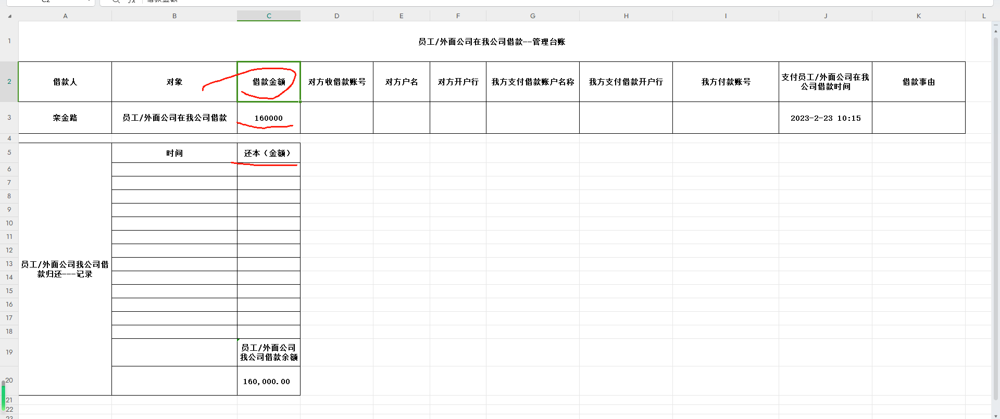 C2
fx
借款金额
A B C D E F G H I J K L
1 员工/外面公司在我公司借款--管理台账
2 借款人 对象 借款金额 对方收借款账号 对方户名 对方开户行 我方支付借款账户名称 我方支付借款开户行 我方付款账号 支付员工/外面公司在我
公司借款时间 借款事由
3 栾金路 员工/外面公司在我公司借款 160000 2023-2-23 10:15
4
5 时间 还本（金额）
6
7
8
9
10
11
12
13 员工/外面公司我公司借
款归还---记录
14
15
16
17
18
19 员工/外面公司
我公司借款余额
20 160,000.00
21
22
23